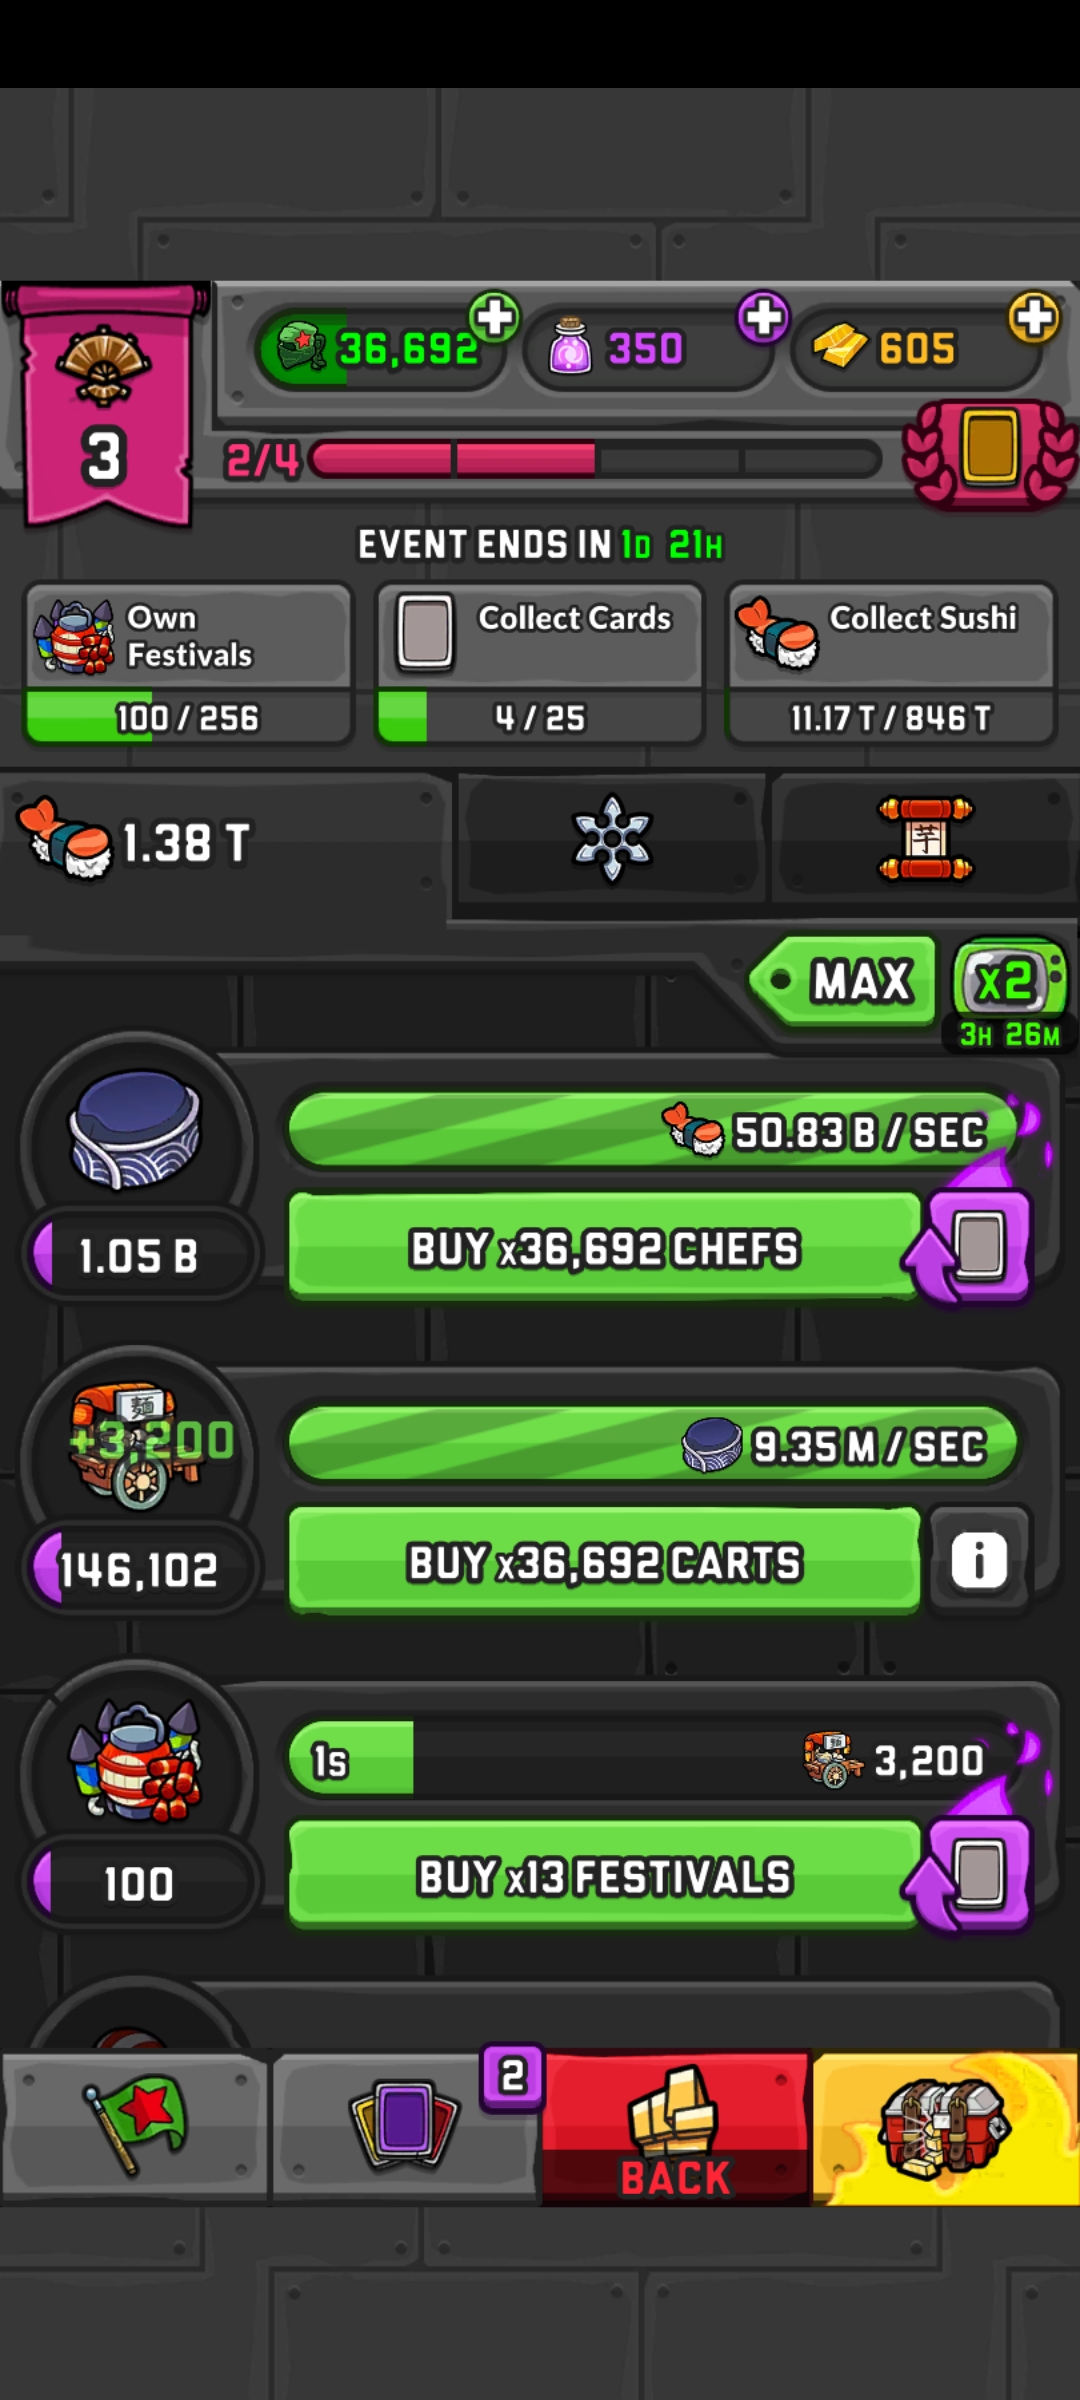 36,692
350
605
3
2/4
EVENT ENDS IN 1D 21H
Own
Festivals
100 / 256
Collect Cards
4 / 25
Collect Sushi
11.17 T / 846 T
1.38 T
芋
MAX
x2
3H 26M
50.83 B / SEC
1.05 B
BUY x36,692 CHEFS
麺
+3,200
9.35 M / SEC
146,102
BUY x36,692 CARTS
i
1s
3,200
100
BUY x13 FESTIVALS
2
BACK